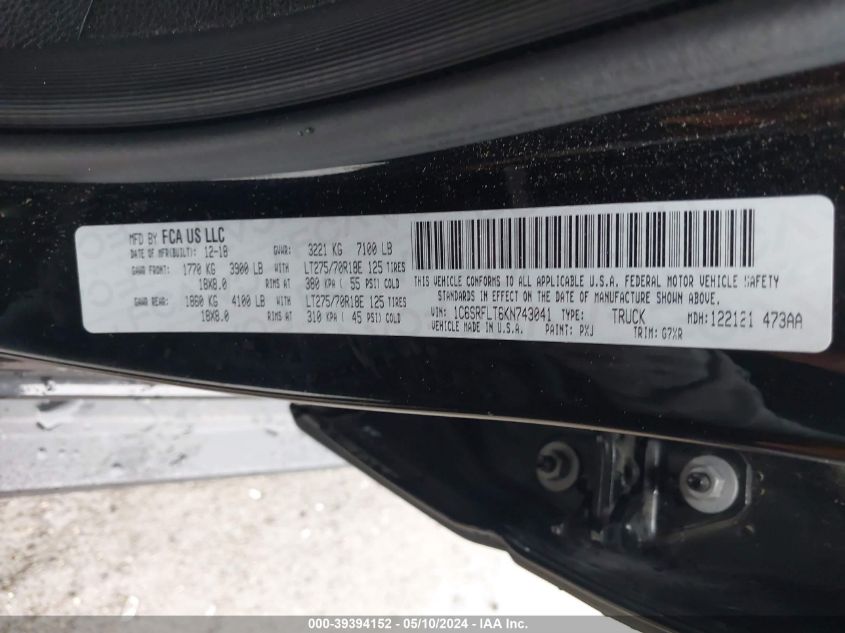 MFD BY FCA US LLC
DATE OF MFR(BUILT): 12-18 GVWR: 3221 KG 7100 LB
GAWR FRONT: 1770 KG 3900 LB WITH LT275/70R18E 125 TIRES
18X8.0 RIMS AT 380 KPA ( 55 PSI) COLD
GAWR REAR: 1860 KG 4100 LB WITH LT275/70R18E 125 TIRES
18X8.0 RIMS AT 310 KPA ( 45 PSI) COLD
THIS VEHICLE CONFORMS TO ALL APPLICABLE U.S.A. FEDERAL MOTOR VEHICLE SAFETY
STANDARDS IN EFFECT ON THE DATE OF MANUFACTURE SHOWN ABOVE.
VIN: 1C6SRFLT6KN743041 TYPE: TRUCK MDH: 122121 473AA
VEHICLE MADE IN U.S.A. PAINT: PXJ TRIM: G7XR
000-39394152 - 05/10/2024 - IAAI.com